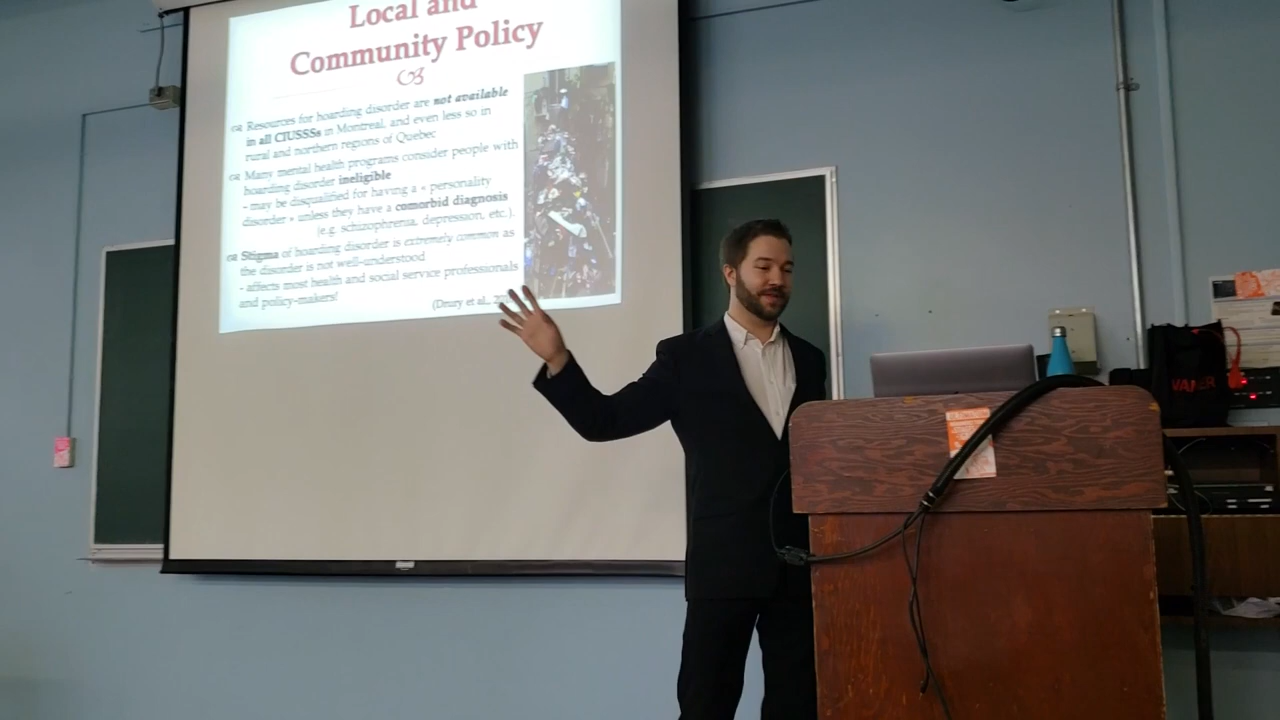 Local and
Community Policy
Resources for hoarding disorder are not available
in all CIUSSSs in Montreal, and even less so in
rural and northern regions of Quebec
Many mental health programs consider people with
hoarding disorder ineligible
- may be disqualified for having a « personality
disorder » unless they have a comorbid diagnosis
(e.g. schizophrenia, depression, etc.).
Stigma of hoarding disorder is extremely common as
the disorder is not well-understood
- affects most health and social service professionals
and policy-makers!
(Drury et al.,